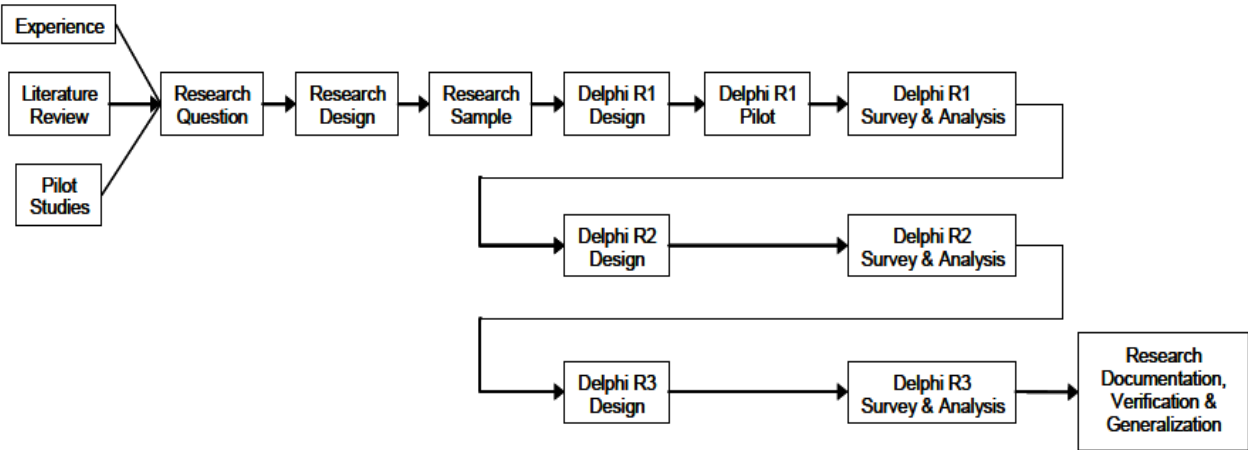 Experience
Literature
Review
Pilot
Studies
Research
Question
Research
Design
Research
Sample
Delphi R1
Design
Delphi R1
Pilot
Delphi R1
Survey & Analysis
Delphi R2
Design
Delphi R2
Survey & Analysis
Delphi R3
Design
Delphi R3
Survey & Analysis
Research
Documentation,
Verification &
Generalization